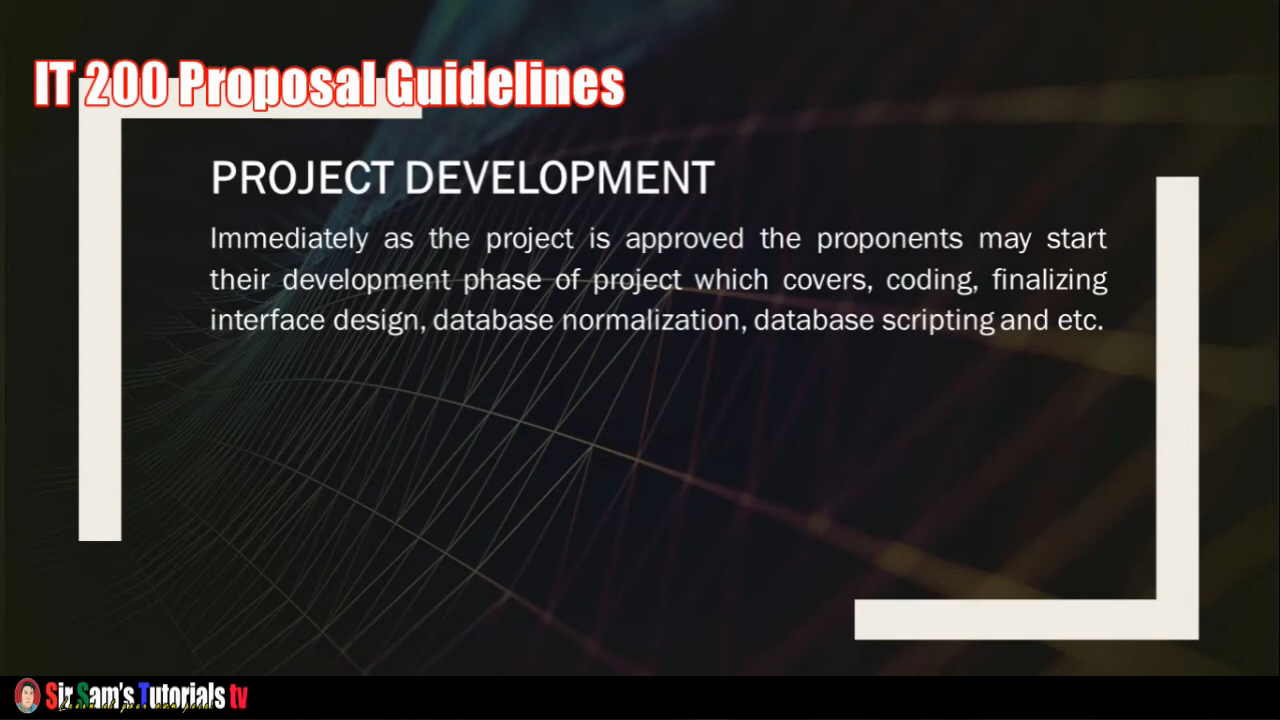 IT 200 Proposal Guidelines
PROJECT DEVELOPMENT
Immediately as the project is approved the proponents may start
their development phase of project which covers, coding, finalizing
interface design, database normalization, database scripting and etc.
Sir Sam's Tutorials tv